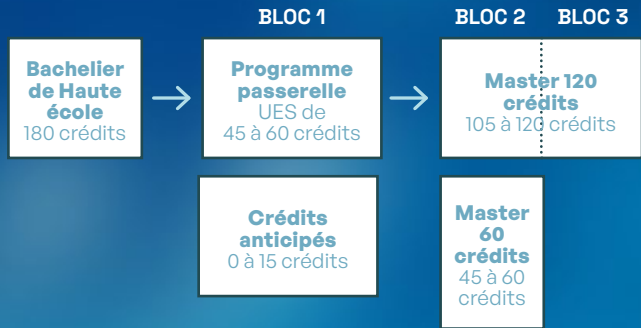 BLOC 1
BLOC 2
BLOC 3
Bachelier
de Haute
école
180 crédits
Programme
passerelle
UES de
45 à 60 crédits
Master 120
crédits
105 à 120 crédits
Crédits
anticipés
0 à 15 crédits
Master
60
crédits
45 à 60
crédits